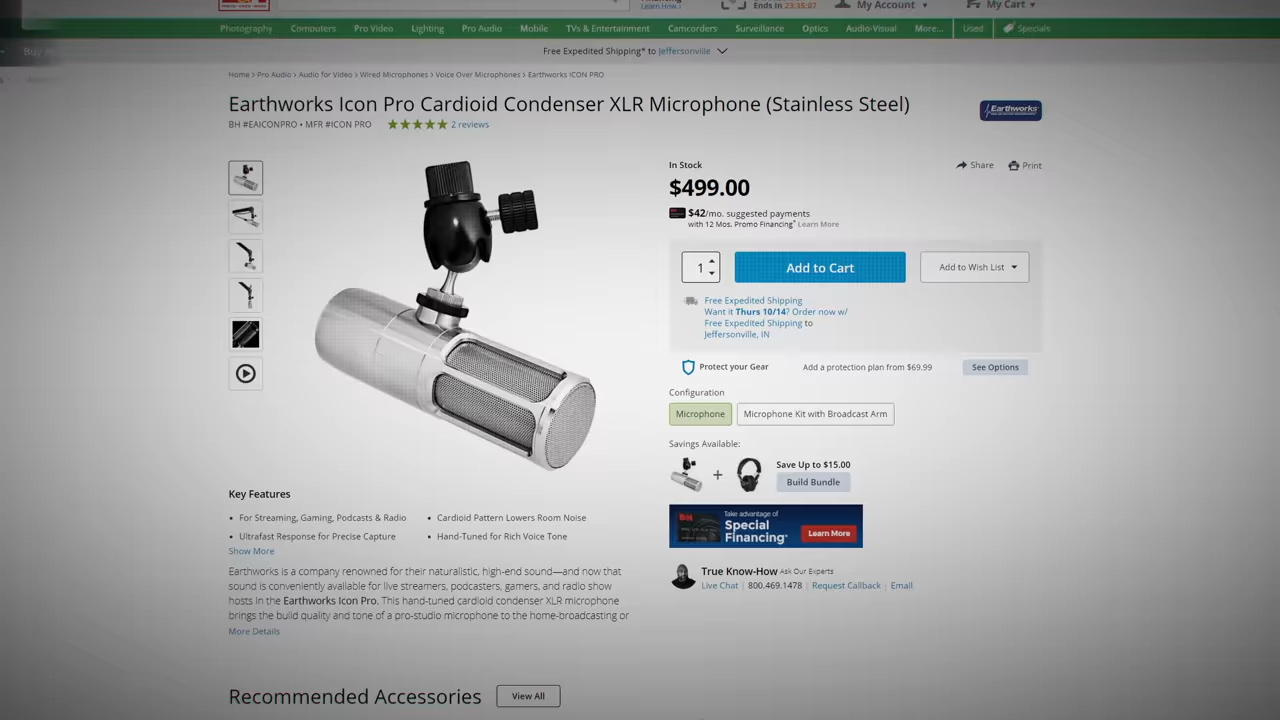 Learn How >
Ends In 23:35:07
My Account
My Cart
Photography Computers Pro Video Lighting Pro Audio Mobile TVs & Entertainment Camcorders Surveillance Optics Audio-Visual More... Used Specials
Free Expedited Shipping* to Jeffersonville
Home > Pro Audio > Audio for Video > Wired Microphones > Voice Over Microphones > Earthworks ICON PRO
Earthworks Icon Pro Cardioid Condenser XLR Microphone (Stainless Steel)
Earthworks
BH #EAICONPRO • MFR #ICON PRO 2 reviews
In Stock
Share Print
$499.00
$42/mo. suggested payments
with 12 Mos. Promo Financing* Learn More
1 Add to Cart Add to Wish List
Free Expedited Shipping
Want it Thurs 10/14? Order now w/
Free Expedited Shipping to
Jeffersonville, IN
Protect your Gear Add a protection plan from $69.99 See Options
Configuration
Microphone Microphone Kit with Broadcast Arm
Savings Available:
+ Save Up to $15.00
Build Bundle
Take advantage of
Special
Financing*
Learn More
True Know-How Ask Our Experts
Live Chat | 800.469.1478 | Request Callback | Email
Key Features
• For Streaming, Gaming, Podcasts & Radio
• Cardioid Pattern Lowers Room Noise
• Ultrafast Response for Precise Capture
• Hand-Tuned for Rich Voice Tone
Show More
Earthworks is a company renowned for their naturalistic, high-end sound—and now that
sound is conveniently available for live streamers, podcasters, gamers, and radio show
hosts in the Earthworks Icon Pro. This hand-tuned cardioid condenser XLR microphone
brings the build quality and tone of a pro-studio microphone to the home-broadcasting or
More Details
Recommended Accessories View All